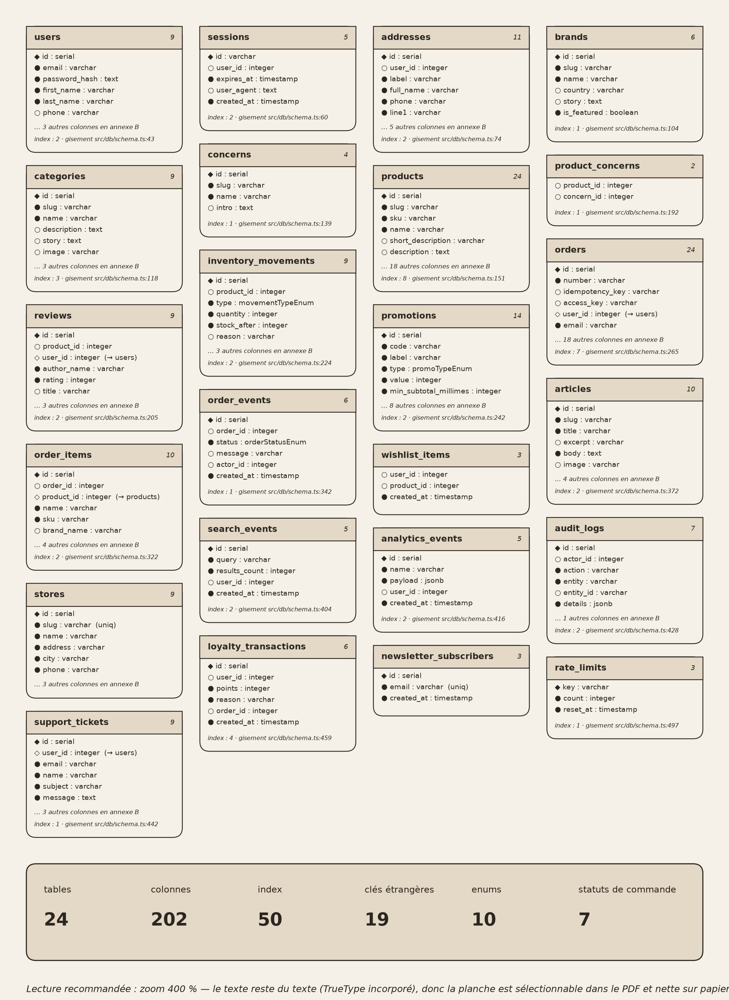 users 9
◆ id : serial
● email : varchar
● password_hash : text
● first_name : varchar
● last_name : varchar
○ phone : varchar
… 3 autres colonnes en annexe B
index : 2 · gisement src/db/schema.ts:43
categories 9
◆ id : serial
● slug : varchar
● name : varchar
○ description : text
○ story : text
○ image : varchar
… 3 autres colonnes en annexe B
index : 3 · gisement src/db/schema.ts:118
reviews 9
◆ id : serial
○ product_id : integer
◇ user_id : integer (→ users)
● author_name : varchar
● rating : integer
○ title : varchar
… 3 autres colonnes en annexe B
index : 2 · gisement src/db/schema.ts:205
order_items 10
◆ id : serial
○ order_id : integer
◇ product_id : integer (→ products)
● name : varchar
● sku : varchar
○ brand_name : varchar
… 4 autres colonnes en annexe B
index : 2 · gisement src/db/schema.ts:322
stores 9
◆ id : serial
● slug : varchar (uniq)
● name : varchar
● address : varchar
● city : varchar
● phone : varchar
… 3 autres colonnes en annexe B
support_tickets 9
◆ id : serial
◇ user_id : integer (→ users)
● email : varchar
● name : varchar
● subject : varchar
● message : text
… 3 autres colonnes en annexe B
index : 1 · gisement src/db/schema.ts:442
sessions 5
◆ id : varchar
○ user_id : integer
● expires_at : timestamp
○ user_agent : text
● created_at : timestamp
index : 2 · gisement src/db/schema.ts:60
concerns 4
◆ id : serial
● slug : varchar
● name : varchar
○ intro : text
index : 1 · gisement src/db/schema.ts:139
inventory_movements 9
◆ id : serial
○ product_id : integer
● type : movementTypeEnum
● quantity : integer
● stock_after : integer
○ reason : varchar
… 3 autres colonnes en annexe B
index : 2 · gisement src/db/schema.ts:224
order_events 6
◆ id : serial
○ order_id : integer
● status : orderStatusEnum
○ message : varchar
○ actor_id : integer
● created_at : timestamp
index : 1 · gisement src/db/schema.ts:342
search_events 5
◆ id : serial
● query : varchar
● results_count : integer
○ user_id : integer
● created_at : timestamp
index : 2 · gisement src/db/schema.ts:404
loyalty_transactions 6
◆ id : serial
○ user_id : integer
● points : integer
● reason : varchar
○ order_id : integer
● created_at : timestamp
index : 4 · gisement src/db/schema.ts:459
addresses 11
◆ id : serial
○ user_id : integer
● label : varchar
● full_name : varchar
● phone : varchar
● line1 : varchar
… 5 autres colonnes en annexe B
index : 2 · gisement src/db/schema.ts:74
products 24
◆ id : serial
● slug : varchar
● sku : varchar
● name : varchar
○ short_description : varchar
○ description : text
… 18 autres colonnes en annexe B
index : 8 · gisement src/db/schema.ts:151
promotions 14
◆ id : serial
● code : varchar
● label : varchar
● type : promoTypeEnum
● value : integer
● min_subtotal_millimes : integer
… 8 autres colonnes en annexe B
index : 2 · gisement src/db/schema.ts:242
wishlist_items 3
○ user_id : integer
○ product_id : integer
● created_at : timestamp
analytics_events 5
◆ id : serial
● name : varchar
● payload : jsonb
○ user_id : integer
● created_at : timestamp
index : 2 · gisement src/db/schema.ts:416
newsletter_subscribers 3
◆ id : serial
● email : varchar (uniq)
● created_at : timestamp
brands 6
◆ id : serial
● slug : varchar
● name : varchar
○ country : varchar
○ story : text
● is_featured : boolean
index : 1 · gisement src/db/schema.ts:104
product_concerns 2
○ product_id : integer
○ concern_id : integer
index : 1 · gisement src/db/schema.ts:192
orders 24
◆ id : serial
● number : varchar
○ idempotency_key : varchar
○ access_key : varchar
◇ user_id : integer (→ users)
● email : varchar
… 18 autres colonnes en annexe B
index : 7 · gisement src/db/schema.ts:265
articles 10
◆ id : serial
● slug : varchar
● title : varchar
○ excerpt : varchar
● body : text
○ image : varchar
… 4 autres colonnes en annexe B
index : 2 · gisement src/db/schema.ts:372
audit_logs 7
◆ id : serial
○ actor_id : integer
● action : varchar
● entity : varchar
○ entity_id : varchar
● details : jsonb
… 1 autres colonnes en annexe B
index : 2 · gisement src/db/schema.ts:428
rate_limits 3
◆ key : varchar
● count : integer
● reset_at : timestamp
index : 1 · gisement src/db/schema.ts:497
tables colonnes index clés étrangères enums statuts de commande
24 202 50 19 10 7
Lecture recommandée : zoom 400 % — le texte reste du texte (TrueType incorporé), donc la planche est sélectionnable dans le PDF et nette sur papier